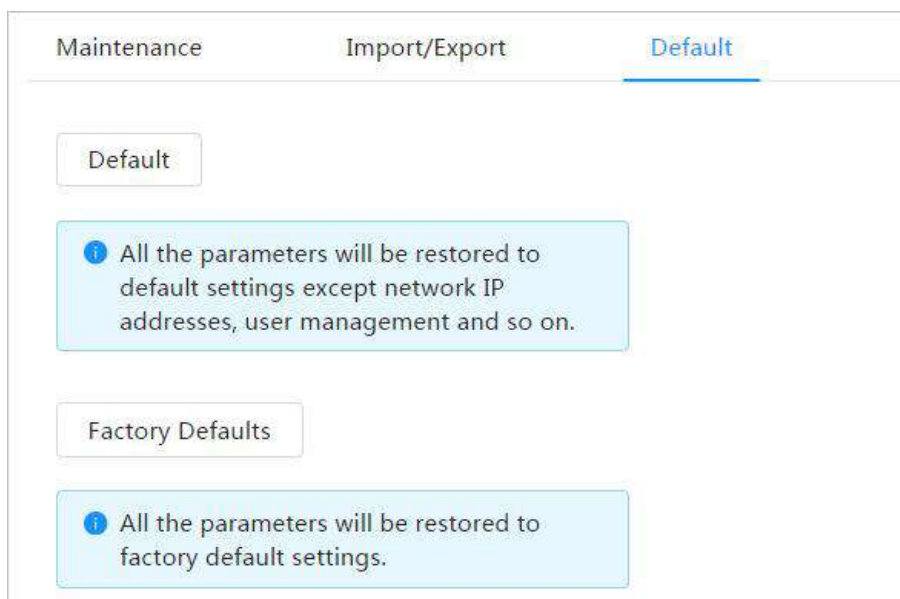 Maintenance Import/Export Default
Default
All the parameters will be restored to
default settings except network IP
addresses, user management and so on.
Factory Defaults
All the parameters will be restored to
factory default settings.